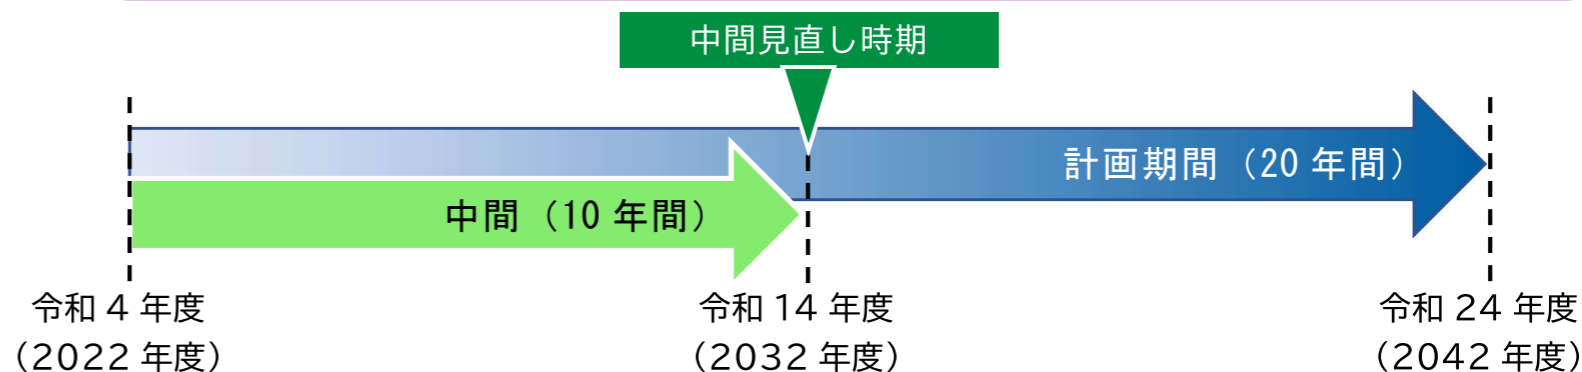 中間見直し時期
計画期間（20 年間）
中間（10 年間）
令和 4 年度
（2022 年度）
令和 14 年度
（2032 年度）
令和 24 年度
（2042 年度）